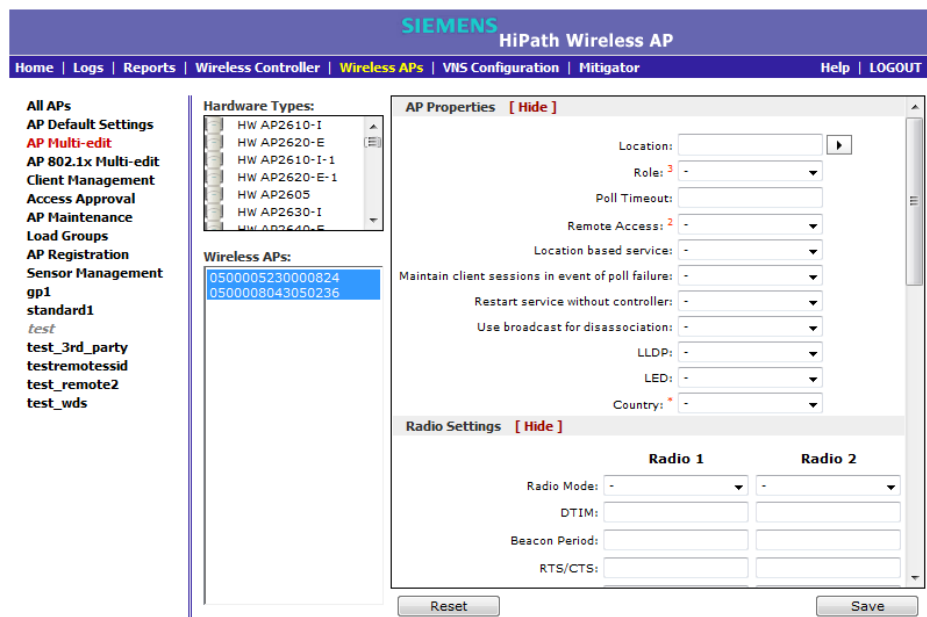 SIEMENS
HiPath Wireless AP
Home | Logs | Reports | Wireless Controller | Wireless APs | VNS Configuration | Mitigator Help | LOGOUT
All APs
AP Default Settings
AP Multi-edit
AP 802.1x Multi-edit
Client Management
Access Approval
AP Maintenance
Load Groups
AP Registration
Sensor Management
gp1
standard1
test
test_3rd_party
testremotessid
test_remote2
test_wds
Hardware Types:
HW AP2610-I
HW AP2620-E
HW AP2610-I-1
HW AP2620-E-1
HW AP2605
HW AP2630-I
HW AP2640-E
Wireless APs:
0500005230000824
0500008043050236
AP Properties [ Hide ]
Location:
Role: 3 -
Poll Timeout:
Remote Access: 2 -
Location based service: -
Maintain client sessions in event of poll failure: -
Restart service without controller: -
Use broadcast for disassociation: -
LLDP: -
LED: -
Country: * -
Radio Settings [ Hide ]
Radio 1 Radio 2
Radio Mode: - -
DTIM:
Beacon Period:
RTS/CTS:
Reset Save